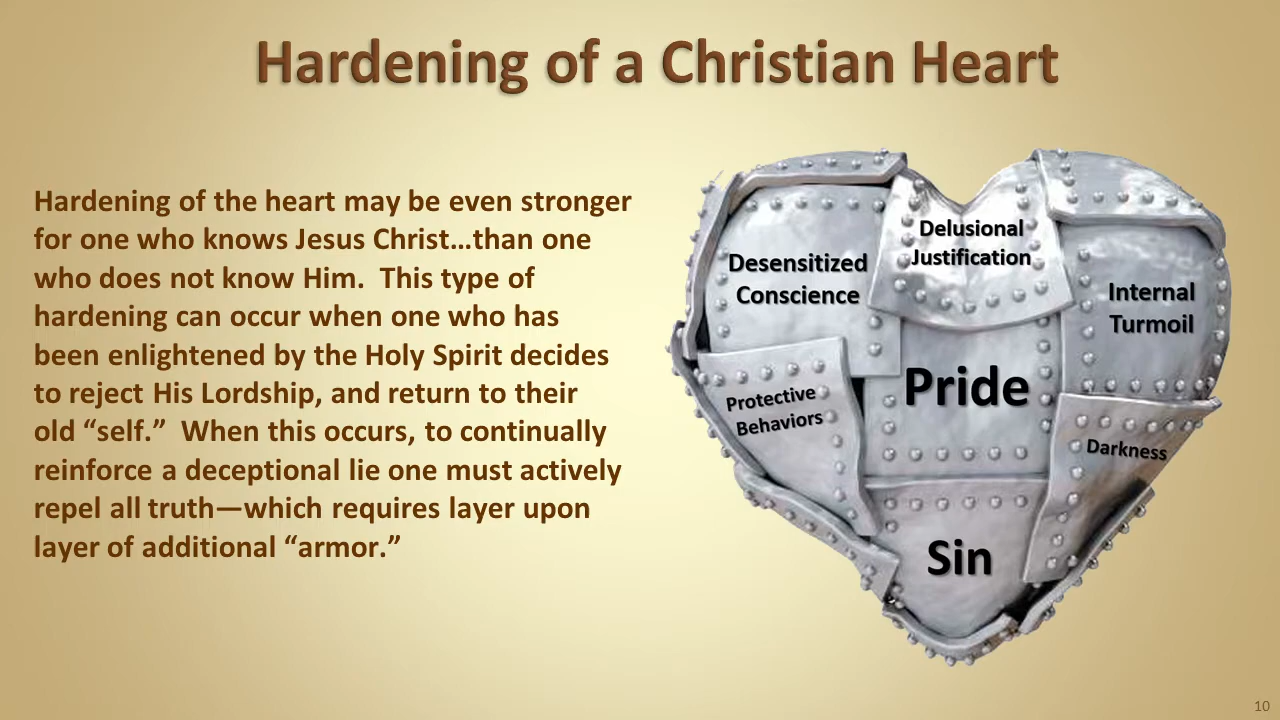 Hardening of a Christian Heart
Hardening of the heart may be even stronger
for one who knows Jesus Christ…than one
who does not know Him.  This type of
hardening can occur when one who has
been enlightened by the Holy Spirit decides
to reject His Lordship, and return to their
old “self.”  When this occurs, to continually
reinforce a deceptional lie one must actively
repel all truth—which requires layer upon
layer of additional “armor.”
Delusional
Justification
Desensitized
Conscience
Internal
Turmoil
Pride
Protective
Behaviors
Darkness
Sin
10